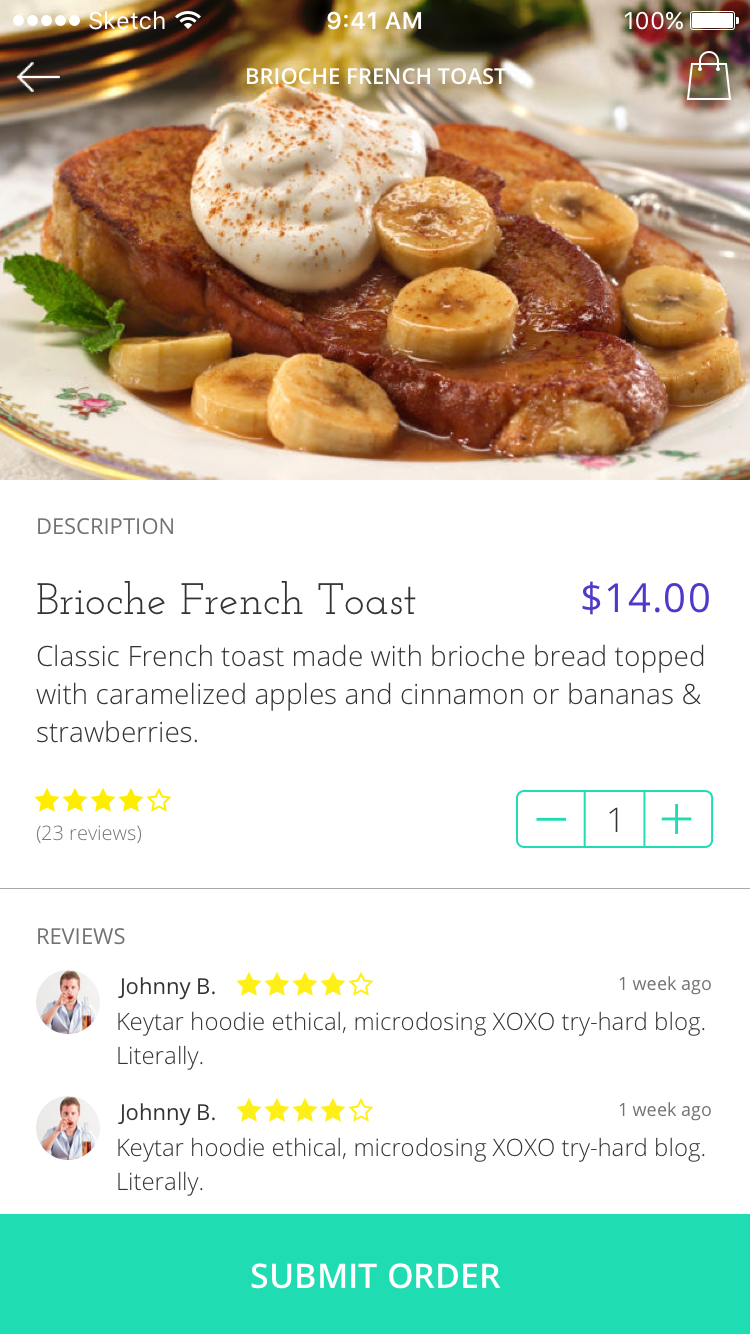 Sketch 9:41 AM 100%
BRIOCHE FRENCH TOAST
DESCRIPTION
Brioche French Toast $14.00
Classic French toast made with brioche bread topped
with caramelized apples and cinnamon or bananas &
strawberries.
(23 reviews)
1
REVIEWS
Johnny B. 1 week ago
Keytar hoodie ethical, microdosing XOXO try-hard blog.
Literally.
Johnny B. 1 week ago
Keytar hoodie ethical, microdosing XOXO try-hard blog.
Literally.
SUBMIT ORDER